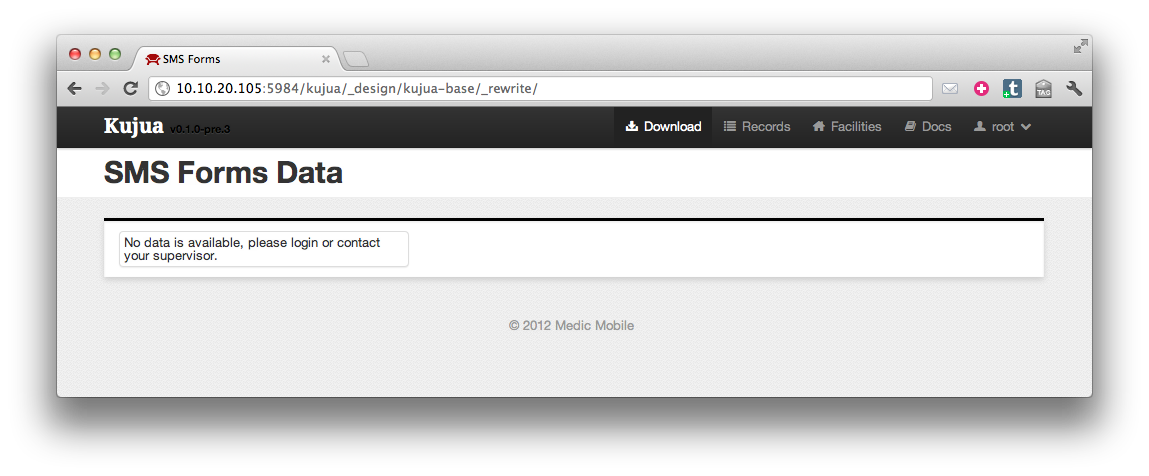 SMS Forms
10.10.20.105:5984/kujua/_design/kujua-base/_rewrite/
t
TAG
Kujua v0.1.0-pre.3 Download Records Facilities Docs root
SMS Forms Data
No data is available, please login or contact
your supervisor.
© 2012 Medic Mobile